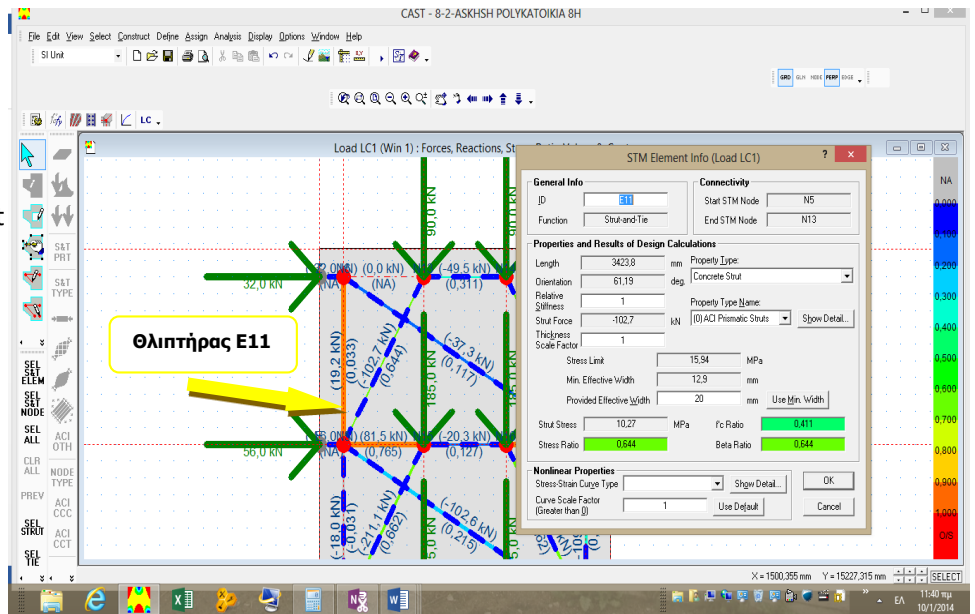 CAST - 8-2-ASKHSH POLYKATOIKIA 8H
File Edit View Select Construct Define Assign Analysis Display Options Window Help
SI Unit
GRD GLN NODE PERP EDGE
LC
Load LC1 (Win 1) : Forces, Reactions,
STM Element Info (Load LC1) ? ×
General Info
ID E11
Function Strut-and-Tie
Connectivity
Start STM Node N5
End STM Node N13
Properties and Results of Design Calculations
Length 3423,8 mm
Orientation 61,19 deg.
Relative Stiffness 1
Strut Force -102,7 kN
Thickness Scale Factor 1
Property Type:
Concrete Strut
Property Type Name:
(0) ACI Prismatic Struts Show Detail...
Stress Limit 15,94 MPa
Min. Effective Width 12,9 mm
Provided Effective Width 20 mm Use Min. Width
Strut Stress 10,27 MPa f'c Ratio 0,411
Stress Ratio 0,644 Beta Ratio 0,644
Nonlinear Properties
Stress-Strain Curve Type Show Detail...
Curve Scale Factor (Greater than 0) 1 Use Default
OK
Cancel
S&T PRT
S&T TYPE
SEL S&T ELEM
SEL S&T NODE
SEL ALL
CLR ALL
PREV
SEL STRUT
SEL TIE
ACI OTH
NODE TYPE
ACI CCC
ACI CCT
90,0 kN
32,0 kN
(0,0 kN) (-49,5 kN)
(NA) (NA) (0,311)
Θλιπτήρας Ε11
(19,2 kN)
(0,033)
(-102,7 kN)
(0,644)
(-37,3 kN)
(0,117)
185,0 kN
56,0 kN
(81,5 kN) (-20,3 kN)
(0,765) (0,127)
(-18,0 kN)
(-0,031)
(-211,1 kN)
(0,662)
(-102,6 kN)
(0,215)
NA
0,000
0,100
0,200
0,300
0,400
0,500
0,600
0,700
0,800
0,900
1,000
O/S
X = 1500,355 mm Y = 15227,315 mm SELECT
ΕΛ
11:40 πμ
10/1/2014